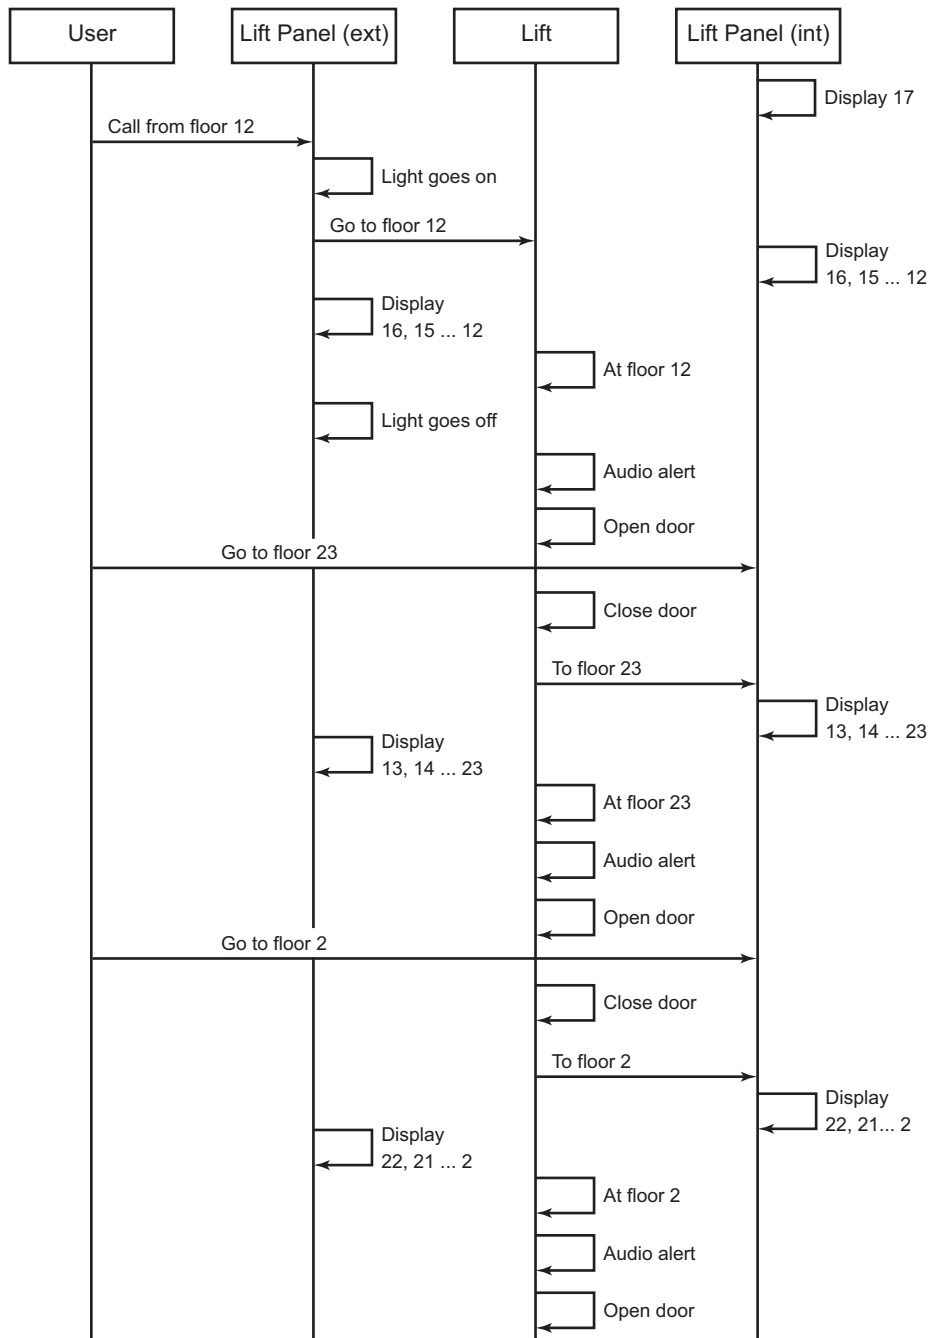 User
Lift Panel (ext)
Lift
Lift Panel (int)
Display 17
Call from floor 12
Light goes on
Go to floor 12
Display
16, 15 ... 12
Display
16, 15 ... 12
At floor 12
Light goes off
Audio alert
Open door
Go to floor 23
Close door
To floor 23
Display
13, 14 ... 23
Display
13, 14 ... 23
At floor 23
Audio alert
Open door
Go to floor 2
Close door
To floor 2
Display
22, 21... 2
Display
22, 21 ... 2
At floor 2
Audio alert
Open door